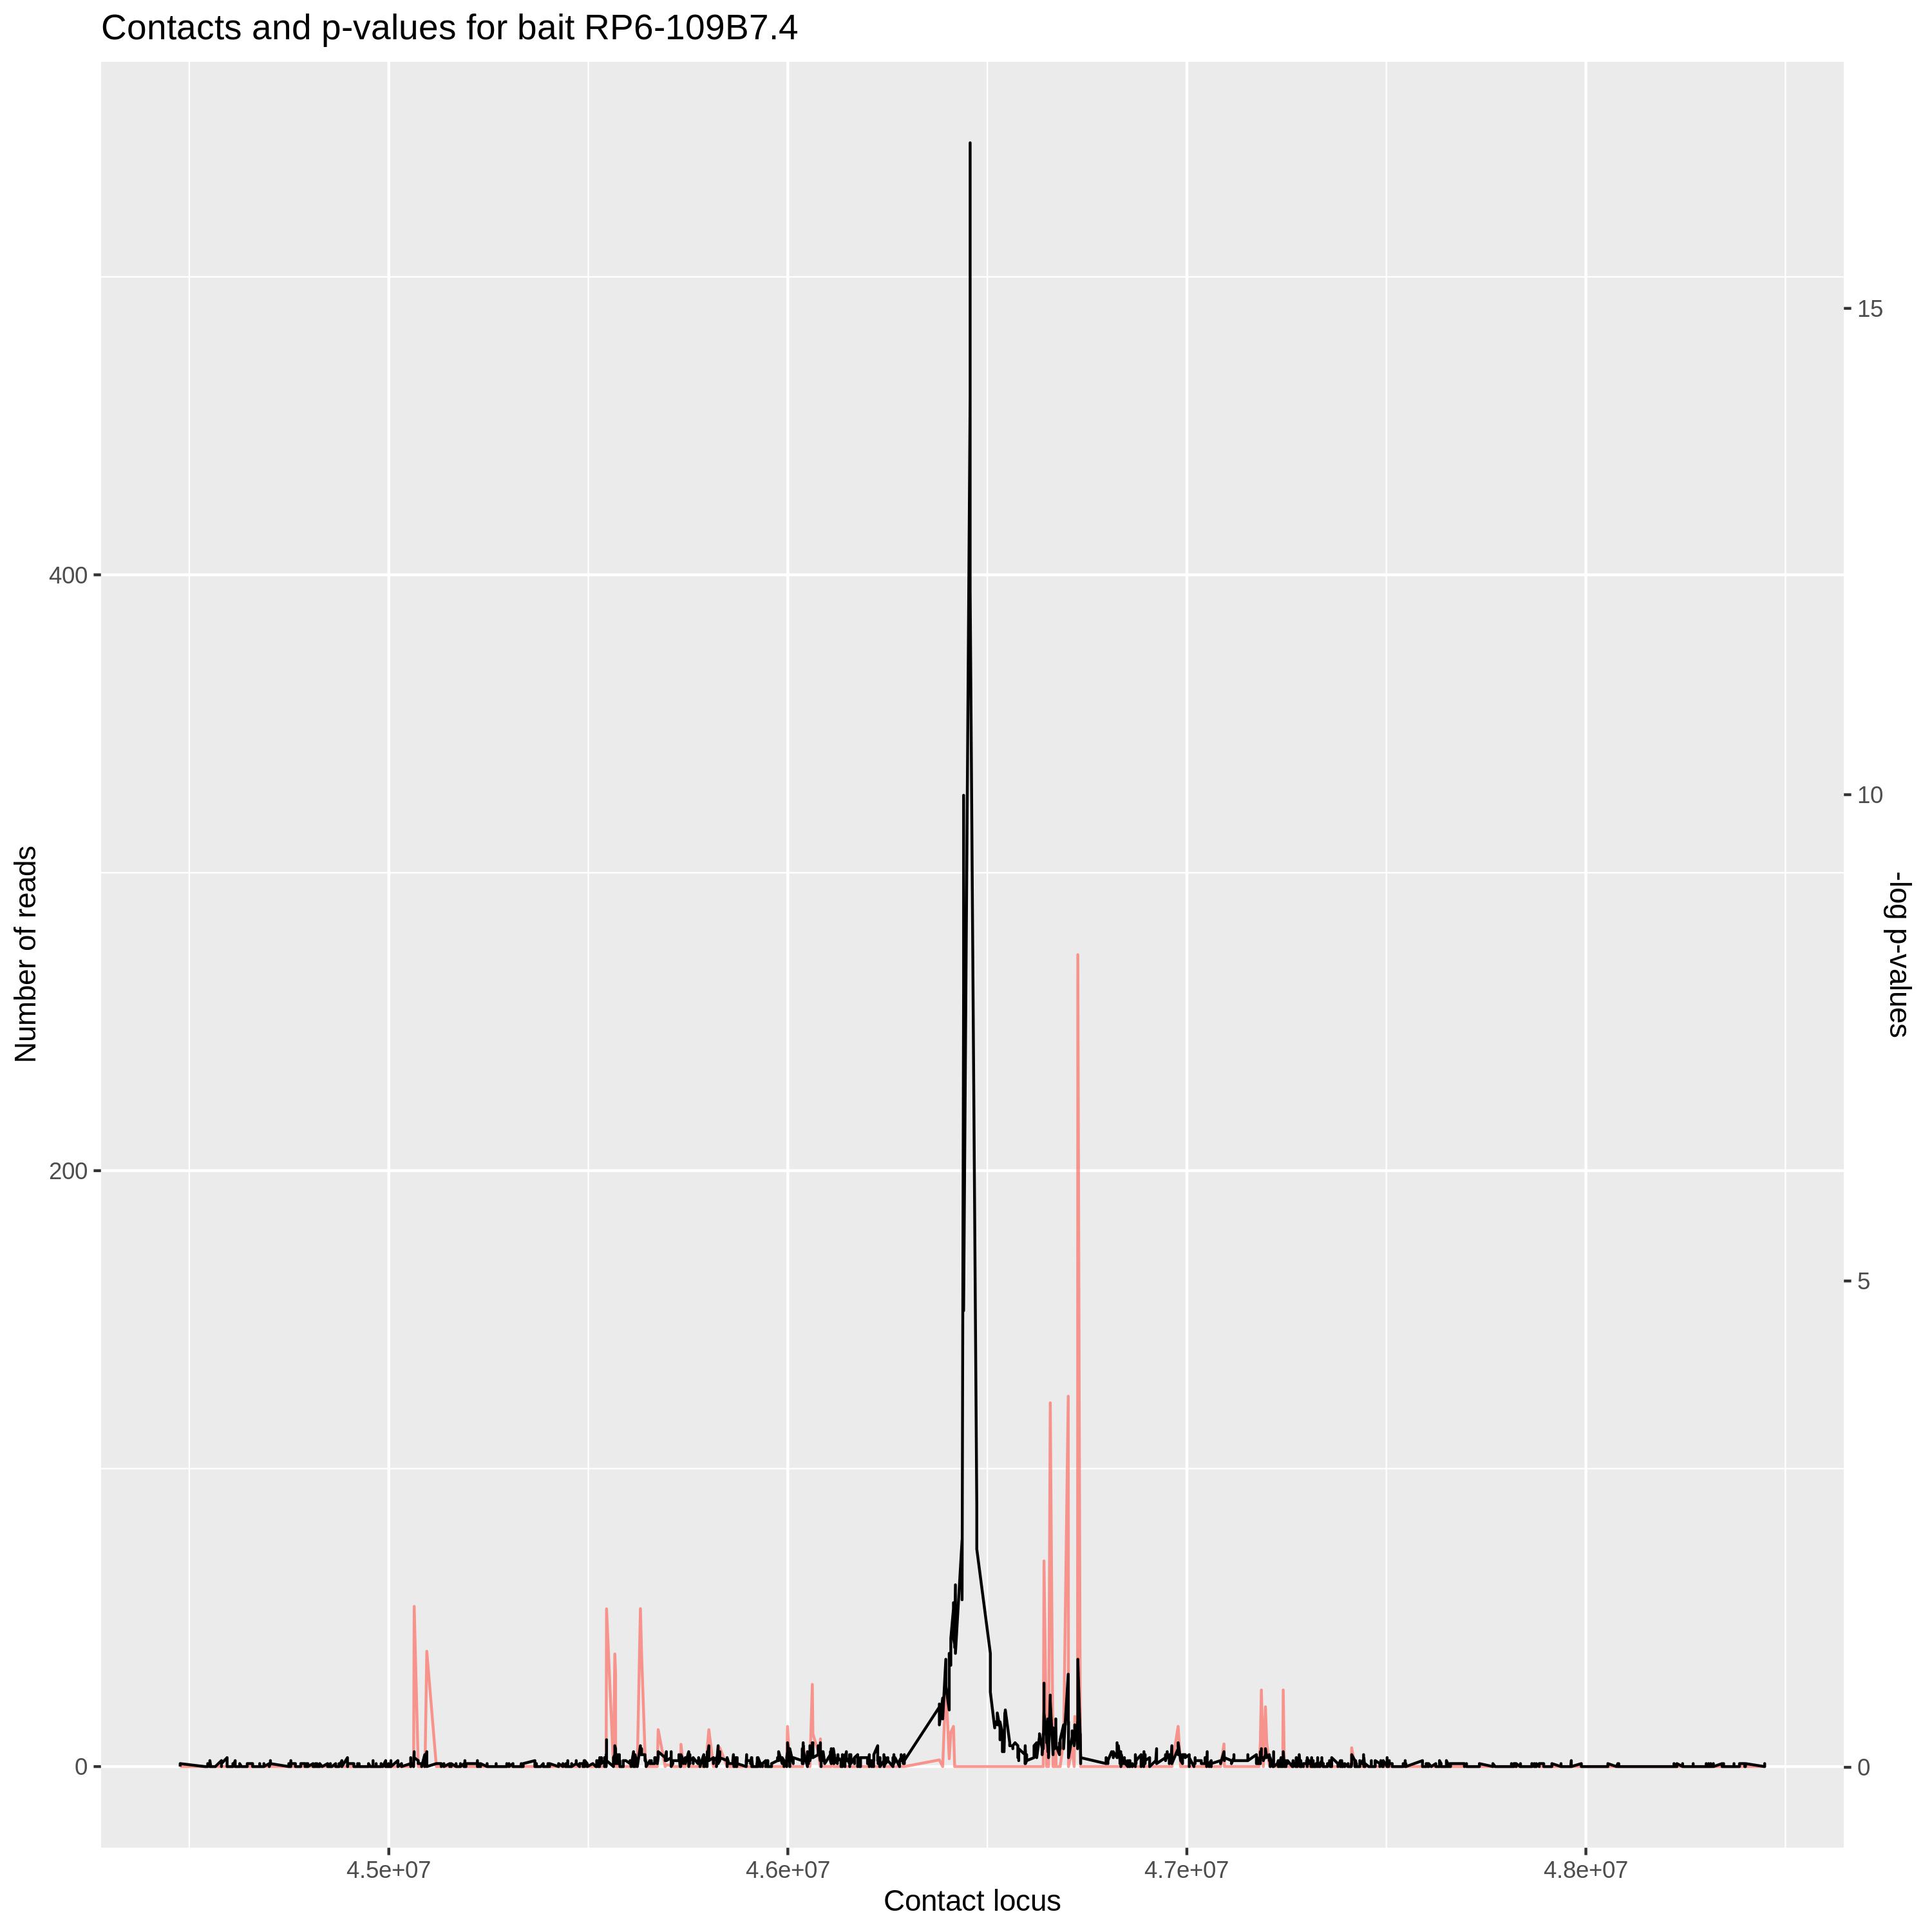 Contacts and p-values for bait RP6-109B7.4
Number of reads
400
200
0
15
10
5
0
-log p-values
4.5e+07
4.6e+07
4.7e+07
4.8e+07
Contact locus